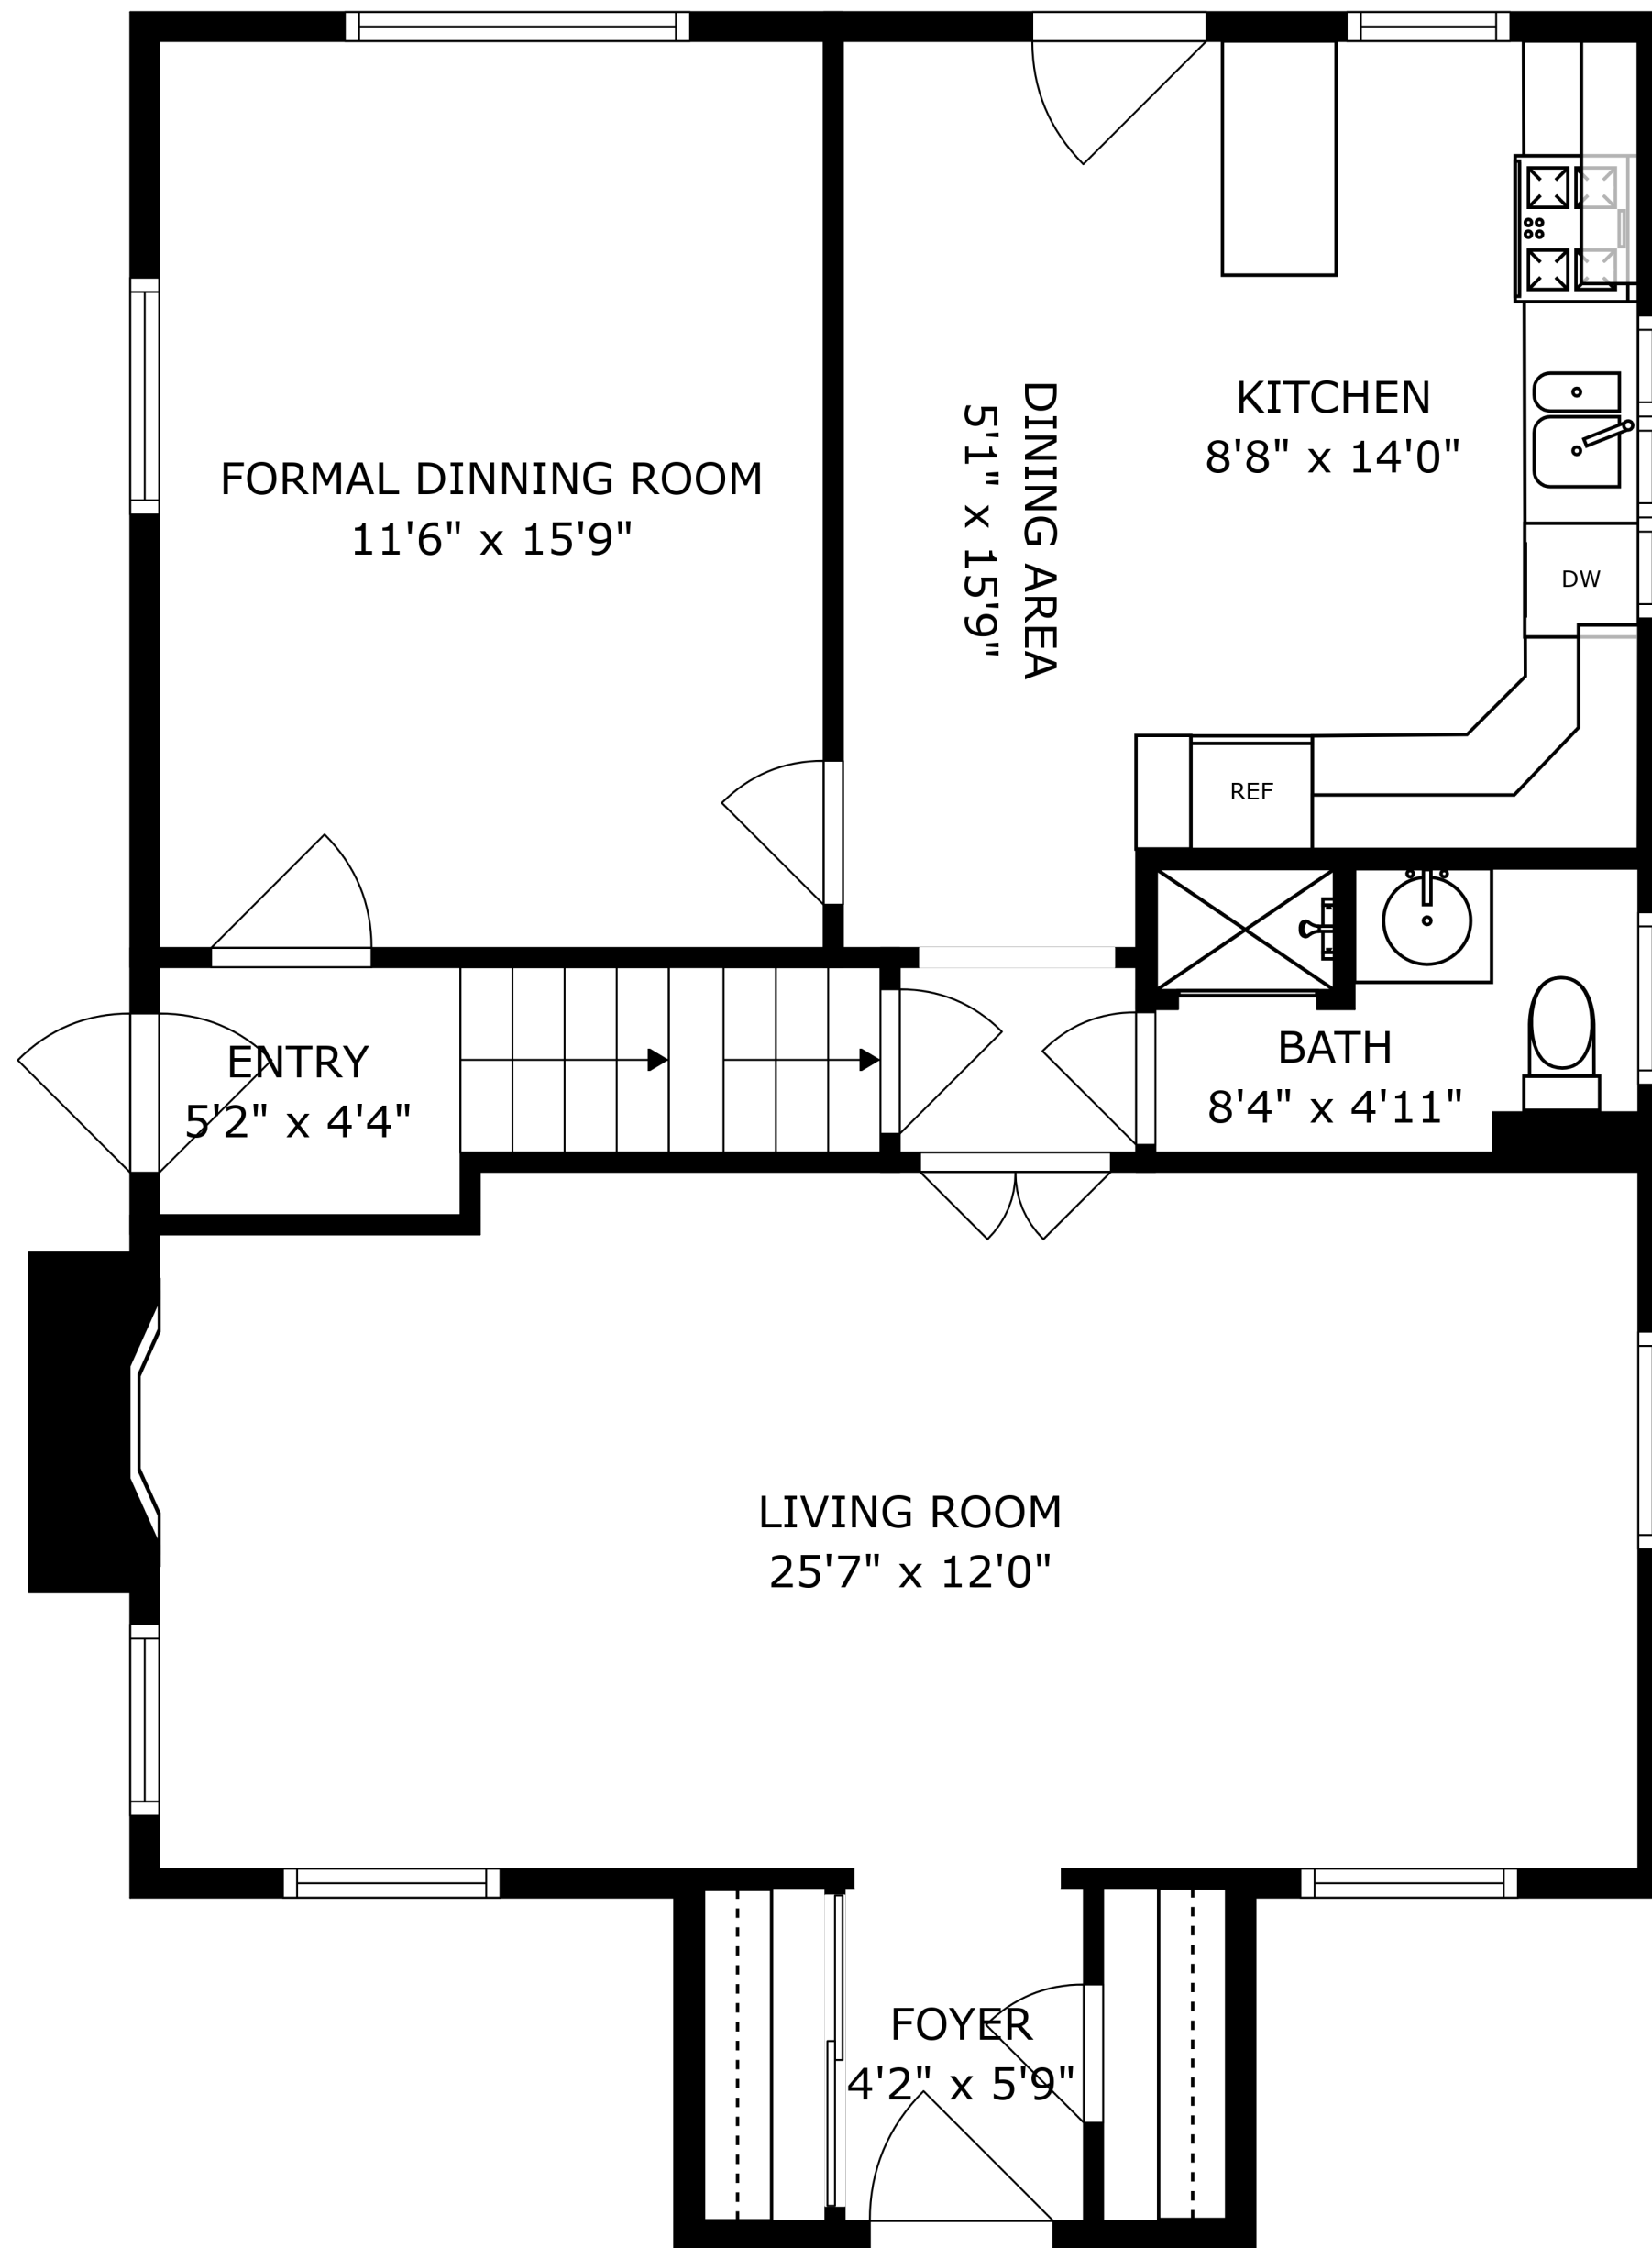 FORMAL DINNING ROOM
11'6" x 15'9"
DINING AREA
5'1" x 15'9"
KITCHEN
8'8" x 14'0"
DW
REF
ENTRY
5'2" x 4'4"
BATH
8'4" x 4'11"
LIVING ROOM
25'7" x 12'0"
FOYER
4'2" x 5'9"